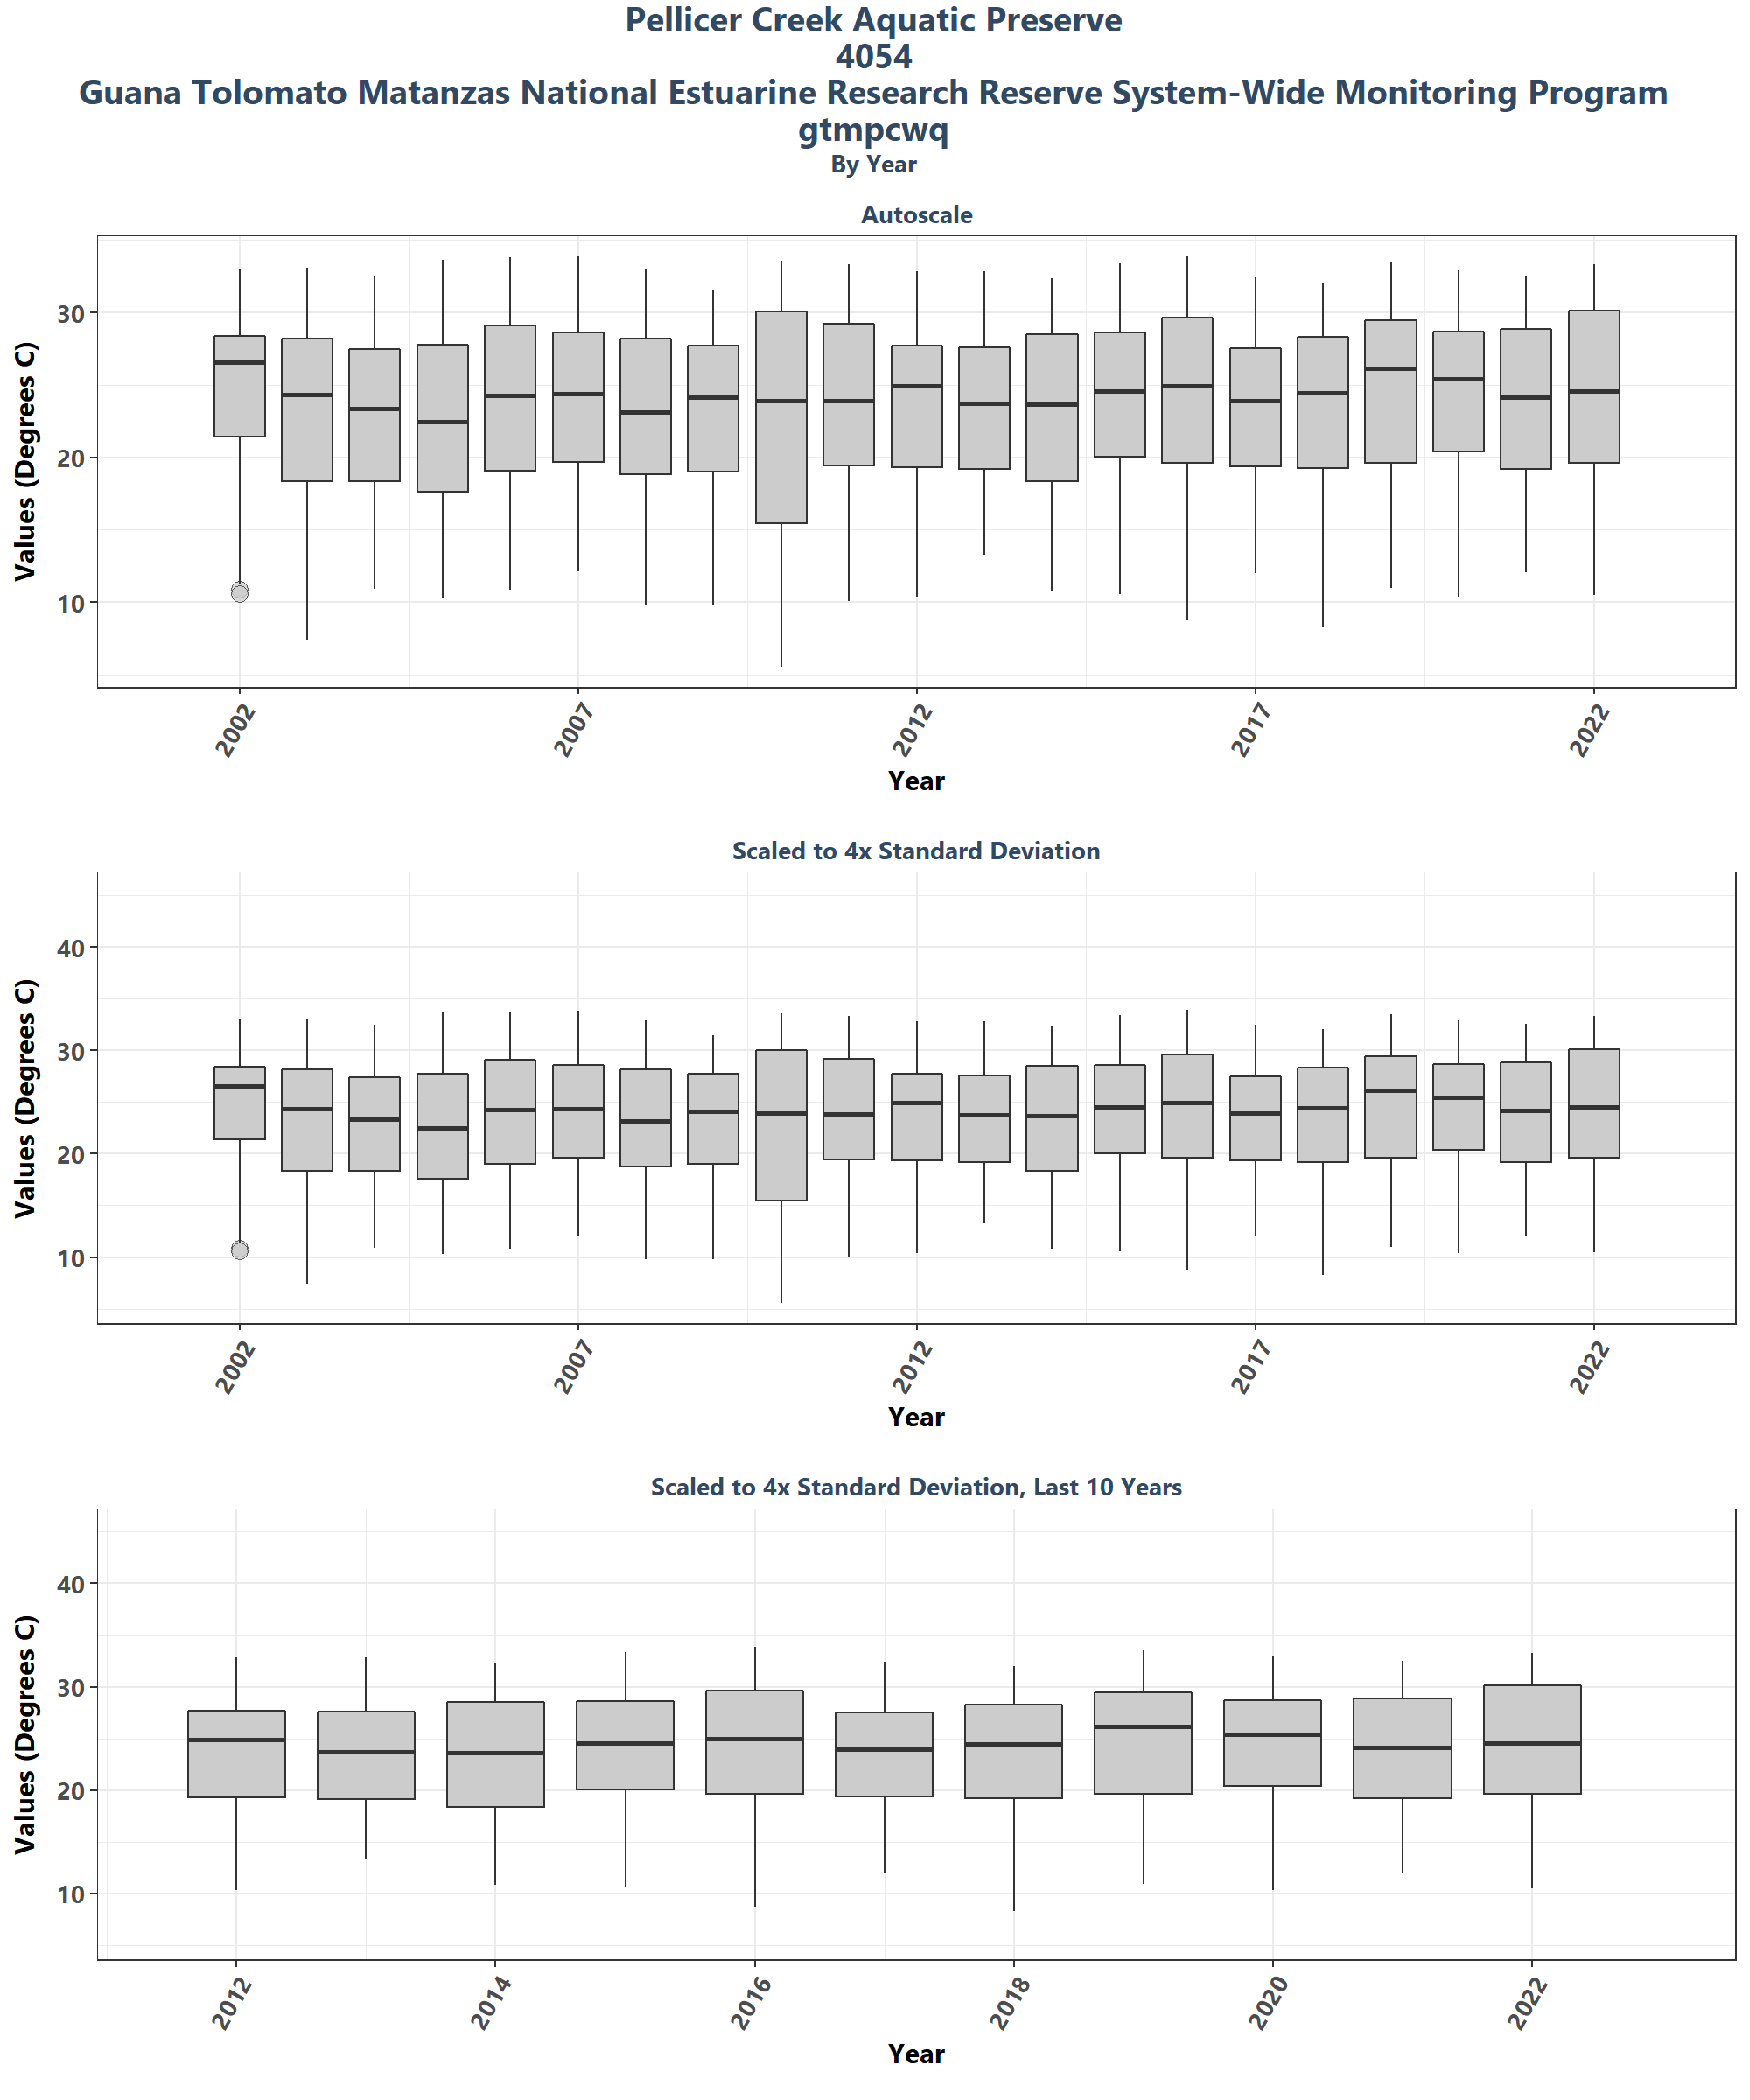 Pellicer Creek Aquatic Preserve
4054
Guana Tolomato Matanzas National Estuarine Research Reserve System-Wide Monitoring Program
gtmpcwq
By Year
Autoscale
Values (Degrees C)
30
20
10
2002
2007
2012
2017
2022
Year
Scaled to 4x Standard Deviation
Values (Degrees C)
40
30
20
10
2002
2007
2012
2017
2022
Year
Scaled to 4x Standard Deviation, Last 10 Years
Values (Degrees C)
40
30
20
10
2012
2014
2016
2018
2020
2022
Year